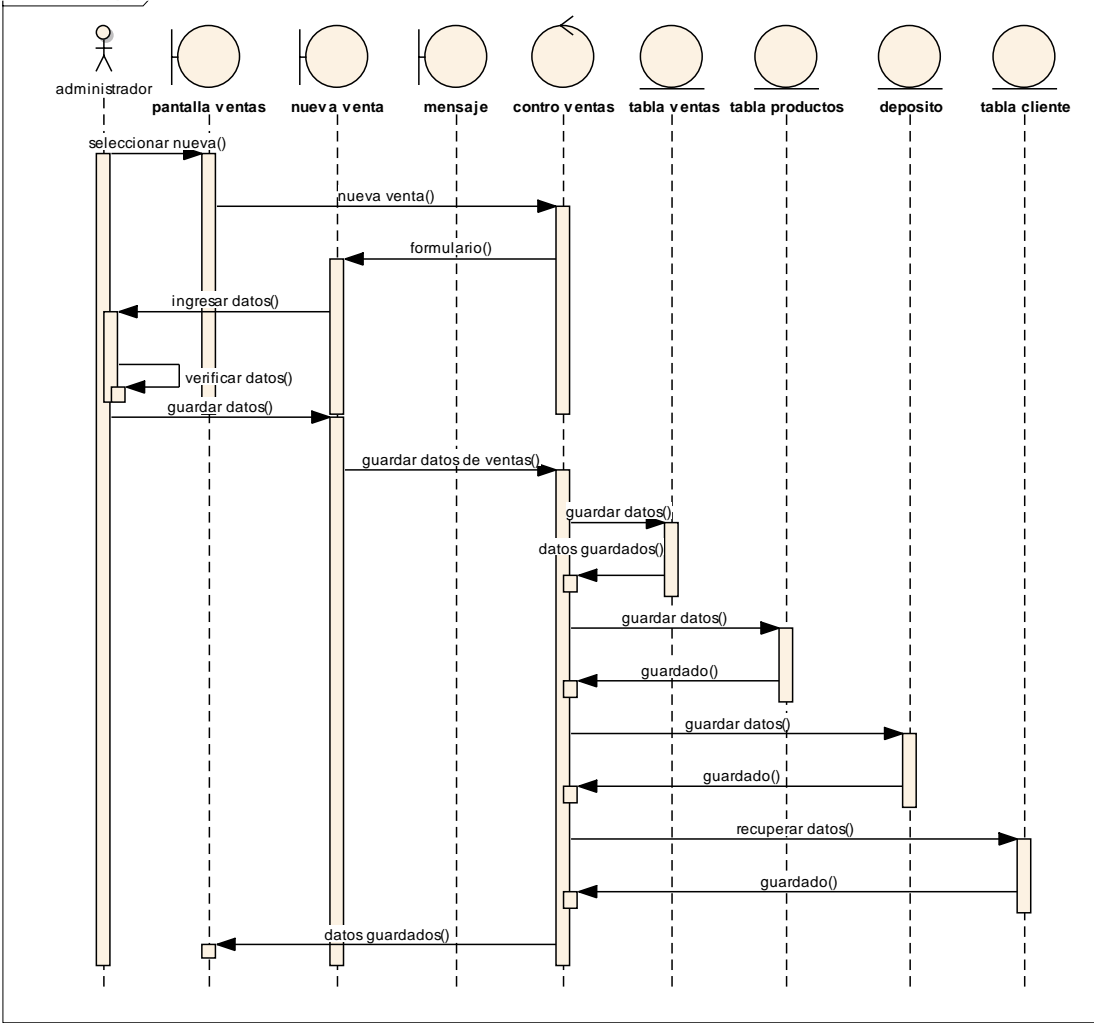 administrador
pantalla ventas
nueva venta
mensaje
contro ventas
tabla ventas
tabla productos
deposito
tabla cliente
seleccionar nueva()
nueva venta()
formulario()
ingresar datos()
verificar datos()
guardar datos()
guardar datos de ventas()
guardar datos()
datos guardados()
guardar datos()
guardado()
guardar datos()
guardado()
recuperar datos()
guardado()
datos guardados()